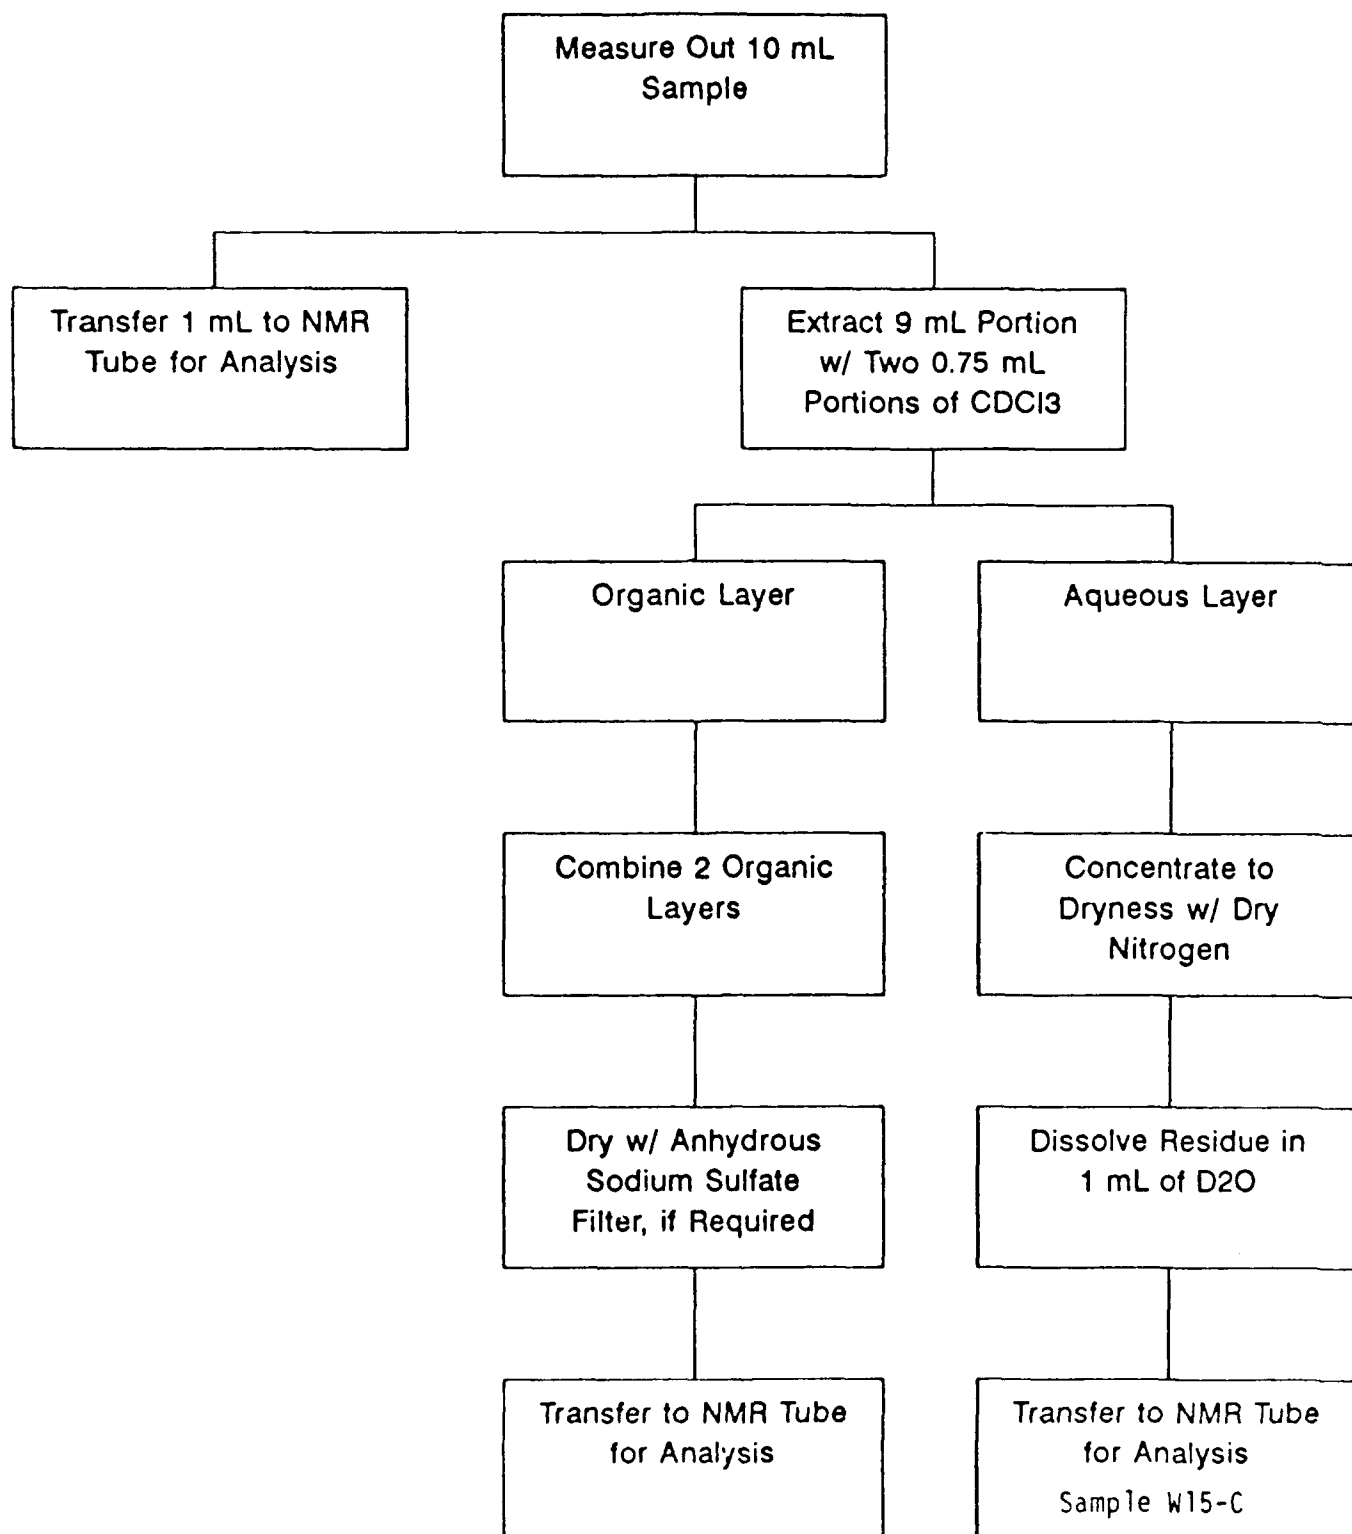 Measure Out 10 mL
Sample
Transfer 1 mL to NMR
Tube for Analysis
Extract 9 mL Portion
w/ Two 0.75 mL
Portions of CDCl3
Organic Layer
Aqueous Layer
Combine 2 Organic
Layers
Concentrate to
Dryness w/ Dry
Nitrogen
Dry w/ Anhydrous
Sodium Sulfate
Filter, if Required
Dissolve Residue in
1 mL of D2O
Transfer to NMR Tube
for Analysis
Transfer to NMR Tube
for Analysis
Sample W15-C